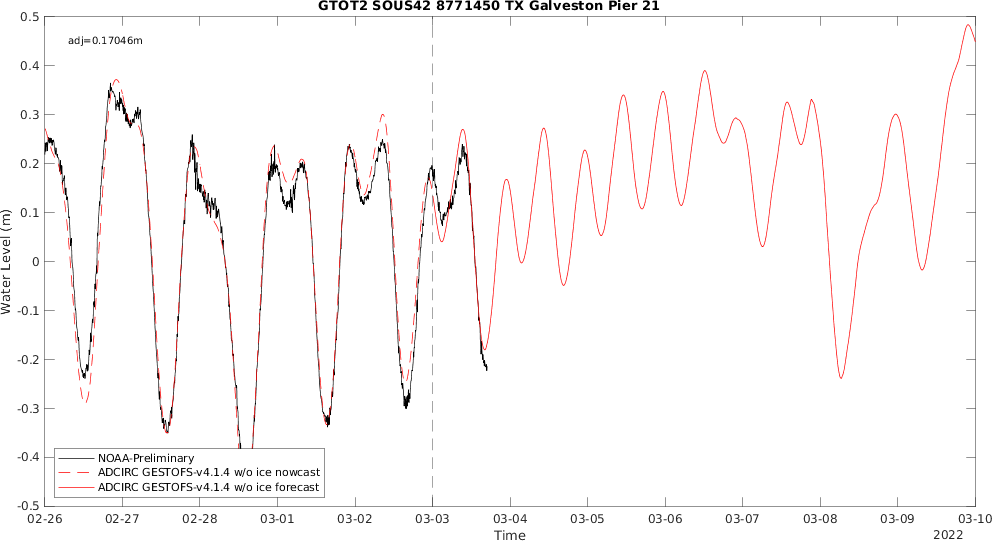 GTOT2 SOUS42 8771450 TX Galveston Pier 21
adj=0.17046m
0.5
0.4
0.3
0.2
0.1
0
-0.1
-0.2
-0.3
-0.4
-0.5
Water Level (m)
NOAA-Preliminary
ADCIRC GESTOFS-v4.1.4 w/o ice nowcast
ADCIRC GESTOFS-v4.1.4 w/o ice forecast
02-26 02-27 02-28 03-01 03-02 03-03 03-04 03-05 03-06 03-07 03-08 03-09 03-10
Time
2022